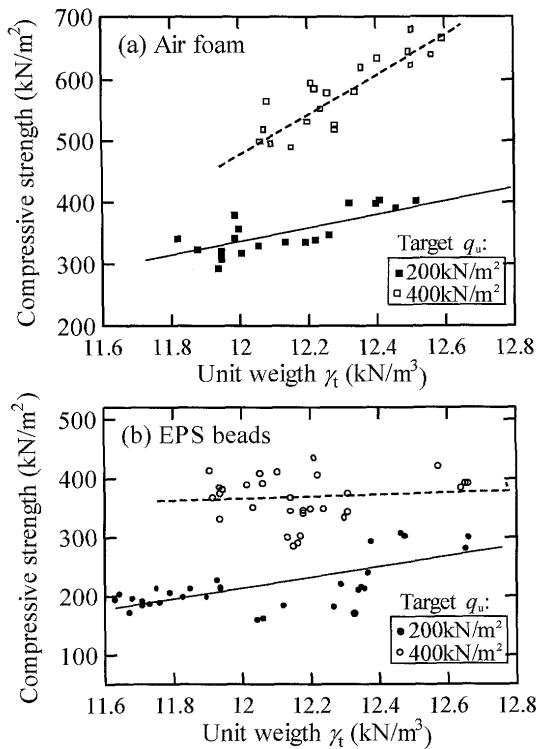 700
600
500
400
300
200
Compressive strength (kN/m²)
(a) Air foam
Target qu:
200kN/m²
400kN/m²
11.6 11.8 12 12.2 12.4 12.6 12.8
Unit weigth γt (kN/m³)
500
400
300
200
100
Compressive strength (kN/m²)
(b) EPS beads
Target qu:
200kN/m²
400kN/m²
11.6 11.8 12 12.2 12.4 12.6 12.8
Unit weigth γt (kN/m³)